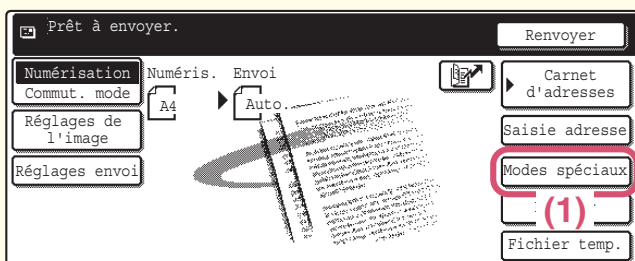 Prêt à envoyer.
Renvoyer
Numérisation
Commut. mode
Réglages de
l'image
Réglages envoi
Numéris.
Envoi
A4
Auto.
Carnet
d'adresses
Saisie adresse
Modes spéciaux
(1)
Fichier temp.